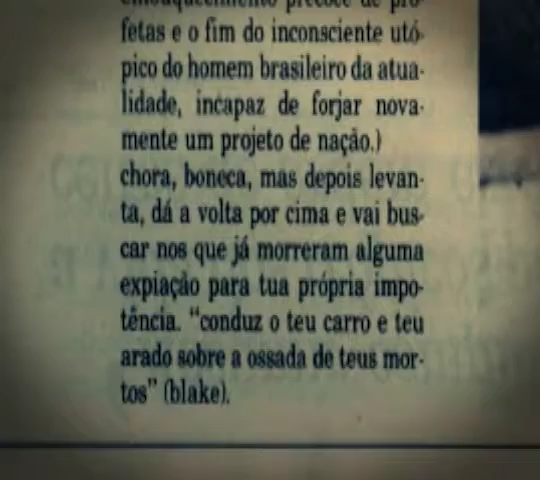 fetas e o fim do inconsciente utó-
pico do homem brasileiro da atua-
lidade, incapaz de forjar nova-
mente um projeto de nação.)
chora, boneca, mas depois levan-
ta, dá a volta por cima e vai bus-
car nos que já morreram alguma
expiação para tua própria impo-
tência. "conduz o teu carro e teu
arado sobre a ossada de teus mor-
tos" (blake).